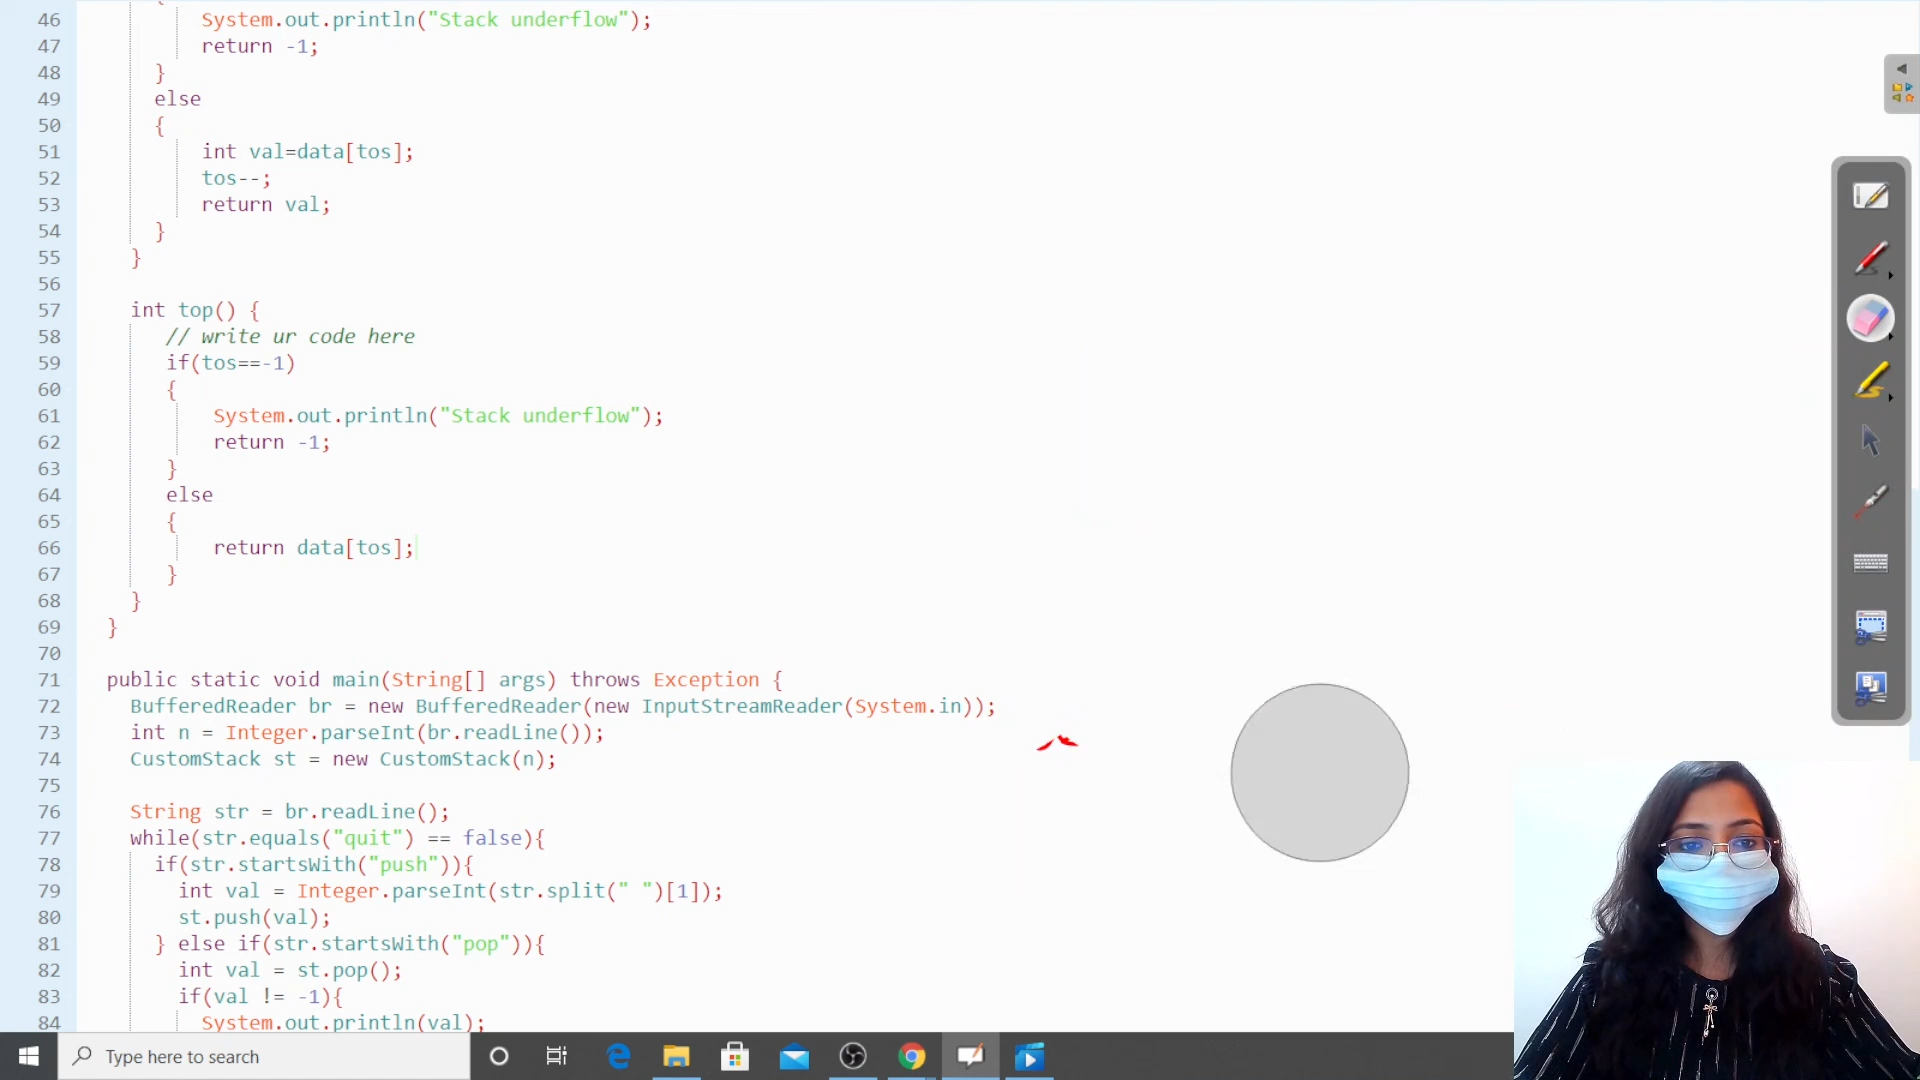 46 System.out.println("Stack underflow");
47 return -1;
48 }
49 else
50 {
51 int val=data[tos];
52 tos--;
53 return val;
54 }
55 }
56
57 int top() {
58 // write ur code here
59 if(tos==-1)
60 {
61 System.out.println("Stack underflow");
62 return -1;
63 }
64 else
65 {
66 return data[tos];
67 }
68 }
69 }
70
71 public static void main(String[] args) throws Exception {
72 BufferedReader br = new BufferedReader(new InputStreamReader(System.in));
73 int n = Integer.parseInt(br.readLine());
74 CustomStack st = new CustomStack(n);
75
76 String str = br.readLine();
77 while(str.equals("quit") == false){
78 if(str.startsWith("push")){
79 int val = Integer.parseInt(str.split(" ")[1]);
80 st.push(val);
81 } else if(str.startsWith("pop")){
82 int val = st.pop();
83 if(val != -1){
84 System.out.println(val);
Type here to search